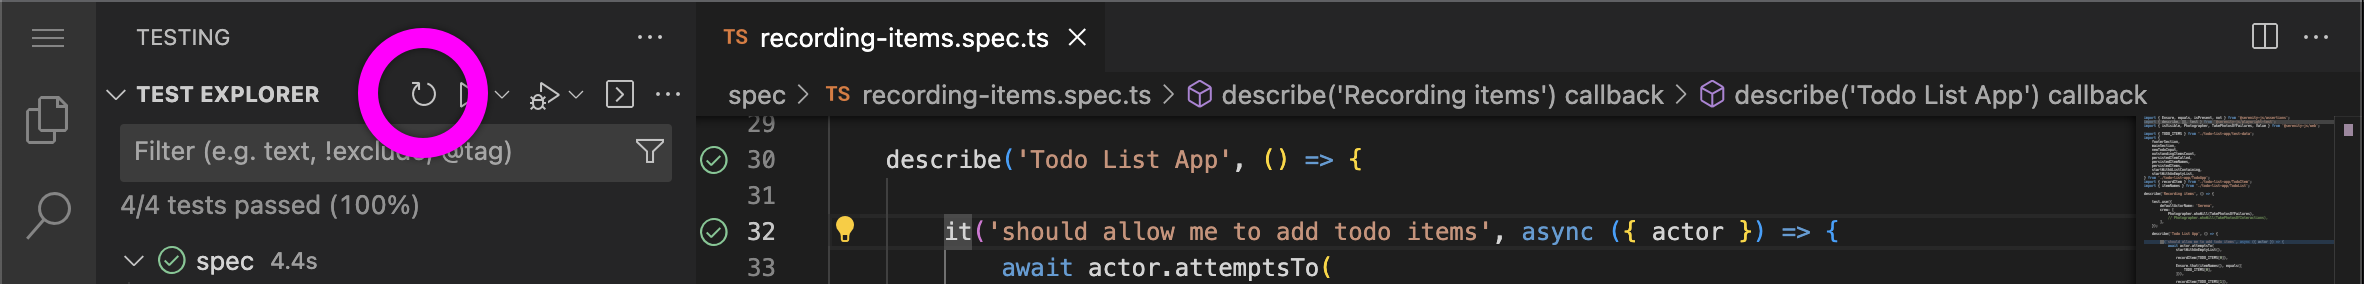 TESTING
TEST EXPLORER
Filter (e.g. text, !exclude, @tag)
4/4 tests passed (100%)
spec 4.4s
TS recording-items.spec.ts
spec > TS recording-items.spec.ts > describe('Recording items') callback > describe('Todo List App') callback
29
30 describe('Todo List App', () => {
31
32 it('should allow me to add todo items', async ({ actor }) => {
33 await actor.attemptsTo(